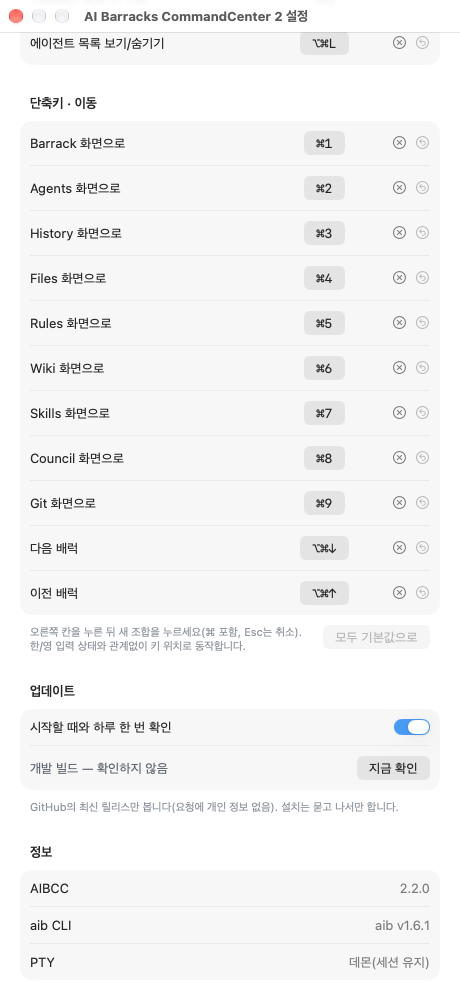 AI Barracks CommandCenter 2 설정
에이전트 목록 보기/숨기기 ⌥⌘L
단축키 · 이동
Barrack 화면으로 ⌘1
Agents 화면으로 ⌘2
History 화면으로 ⌘3
Files 화면으로 ⌘4
Rules 화면으로 ⌘5
Wiki 화면으로 ⌘6
Skills 화면으로 ⌘7
Council 화면으로 ⌘8
Git 화면으로 ⌘9
다음 배럭 ⌥⌘↓
이전 배럭 ⌥⌘↑
오른쪽 칸을 누른 뒤 새 조합을 누르세요(⌘ 포함, Esc는 취소).
한/영 입력 상태와 관계없이 키 위치로 동작합니다.
모두 기본값으로
업데이트
시작할 때와 하루 한 번 확인
개발 빌드 — 확인하지 않음 지금 확인
GitHub의 최신 릴리스만 봅니다(요청에 개인 정보 없음). 설치는 묻고 나서만 합니다.
정보
AIBCC 2.2.0
aib CLI aib v1.6.1
PTY 데몬(세션 유지)